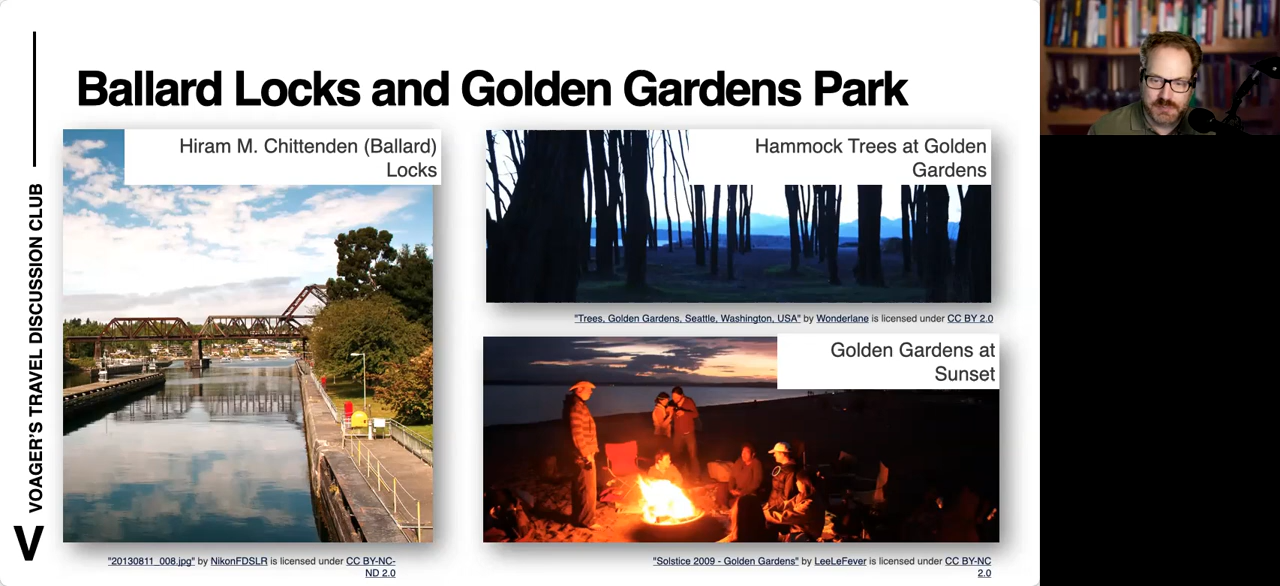 Ballard Locks and Golden Gardens Park
Hiram M. Chittenden (Ballard)
Locks
Hammock Trees at Golden
Gardens
"Trees, Golden Gardens, Seattle, Washington, USA" by Wonderlane is licensed under CC BY 2.0
Golden Gardens at
Sunset
"20130811_008.jpg" by NikonFDSLR is licensed under CC BY-NC-
ND 2.0
"Solstice 2009 - Golden Gardens" by LeeLeFever is licensed under CC BY-NC
2.0
VOAGER'S TRAVEL DISCUSSION CLUB
V